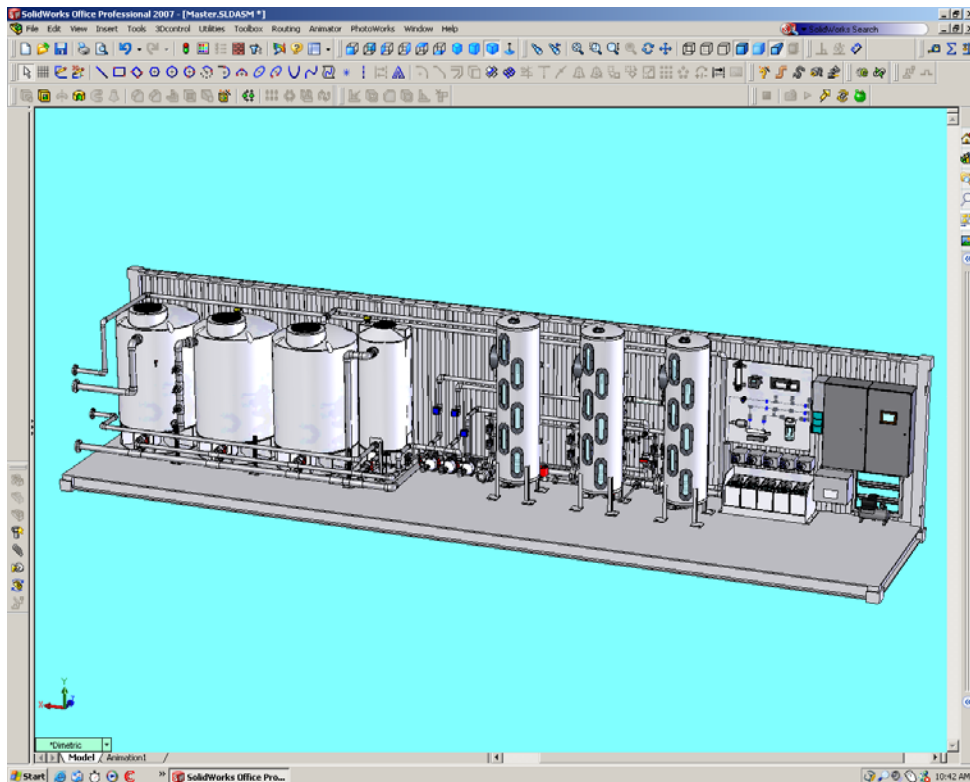 SolidWorks Office Professional 2007 - [Master.SLDASM *]
File Edit View Insert Tools 3Dcontrol Utilities Toolbox Routing Animator PhotoWorks Window Help
SolidWorks Search
Y
X
Z
*Dimetric
Model Animation1
Start
SolidWorks Office Pro...
10:42 AM